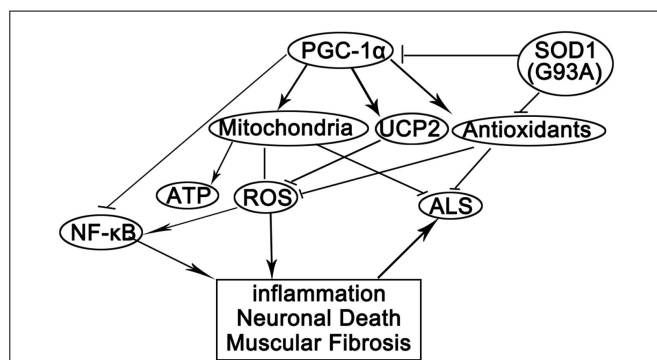 PGC-1α
SOD1
(G93A)
Mitochondria
UCP2
Antioxidants
ATP
ROS
ALS
NF-κB
inflammation
Neuronal Death
Muscular Fibrosis